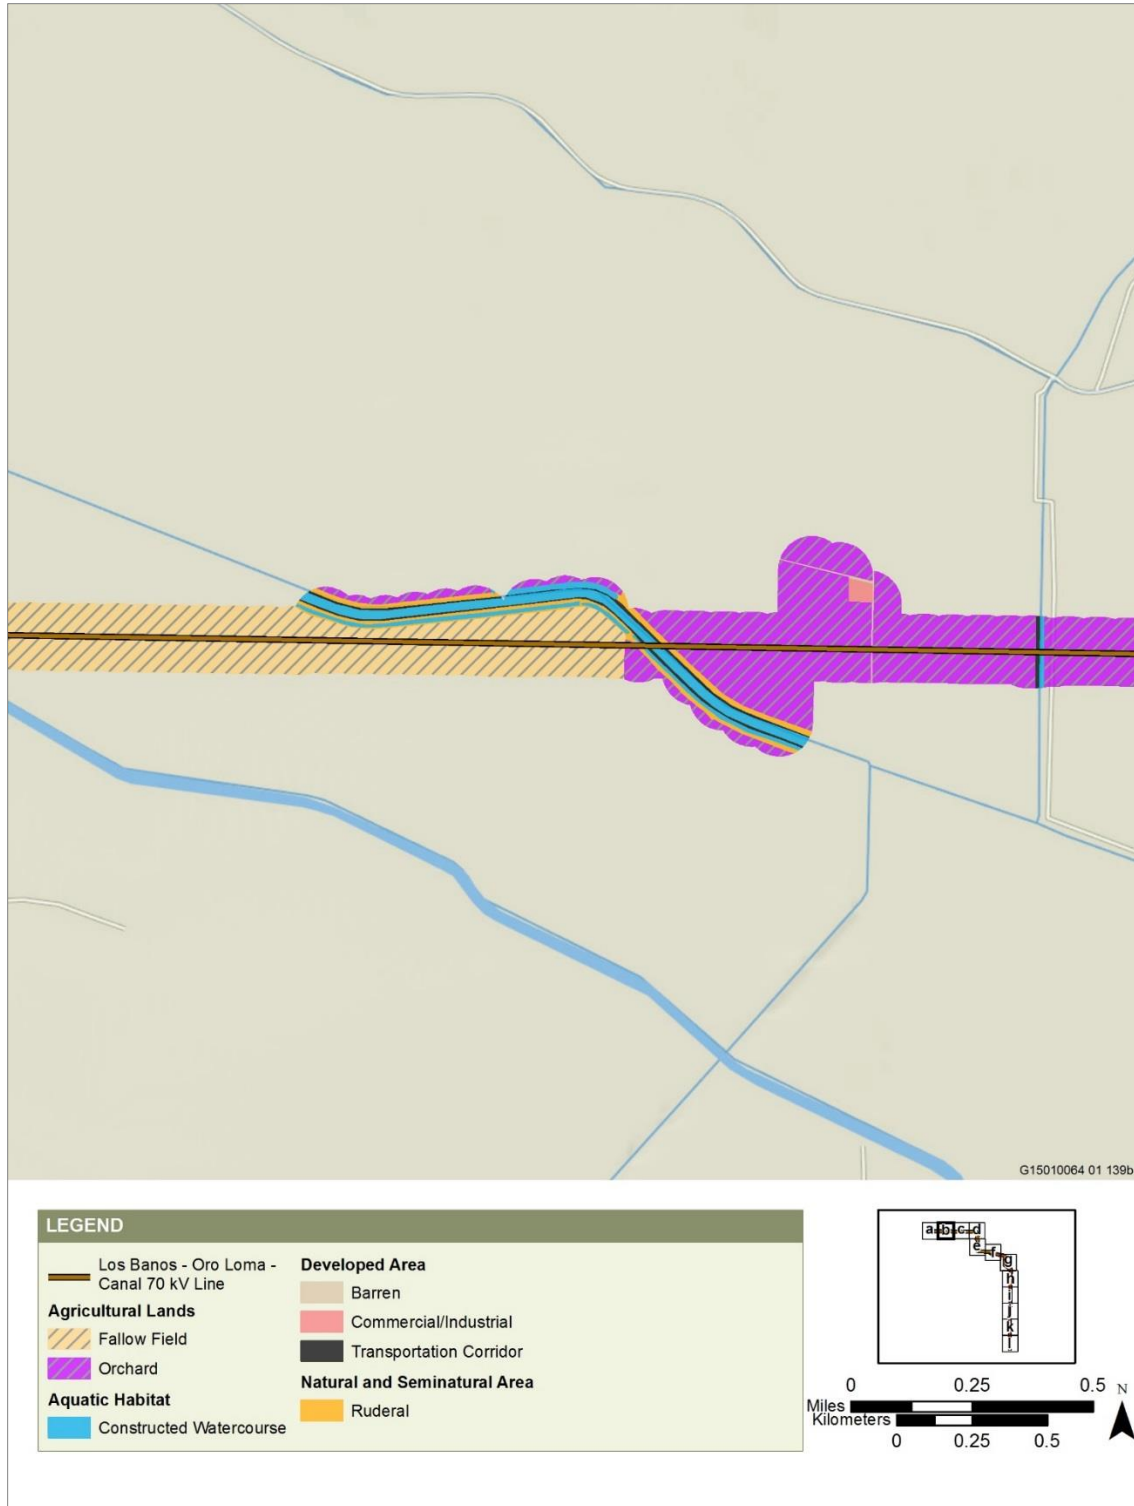 G15010064 01 139b
LEGEND
Los Banos - Oro Loma -
Canal 70 kV Line
Agricultural Lands
Fallow Field
Orchard
Aquatic Habitat
Constructed Watercourse
Developed Area
Barren
Commercial/Industrial
Transportation Corridor
Natural and Seminatural Area
Ruderal
a b c d
e f g
h
i
j
k
l
0 0.25 0.5
Miles
Kilometers
0 0.25 0.5
N